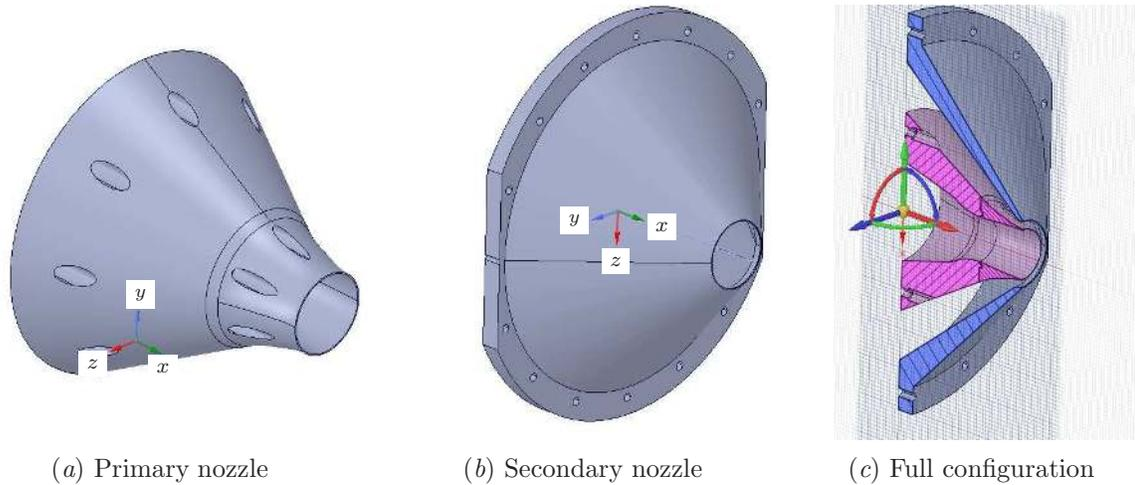 y
z
x
y
x
z
(a) Primary nozzle
(b) Secondary nozzle
(c) Full configuration